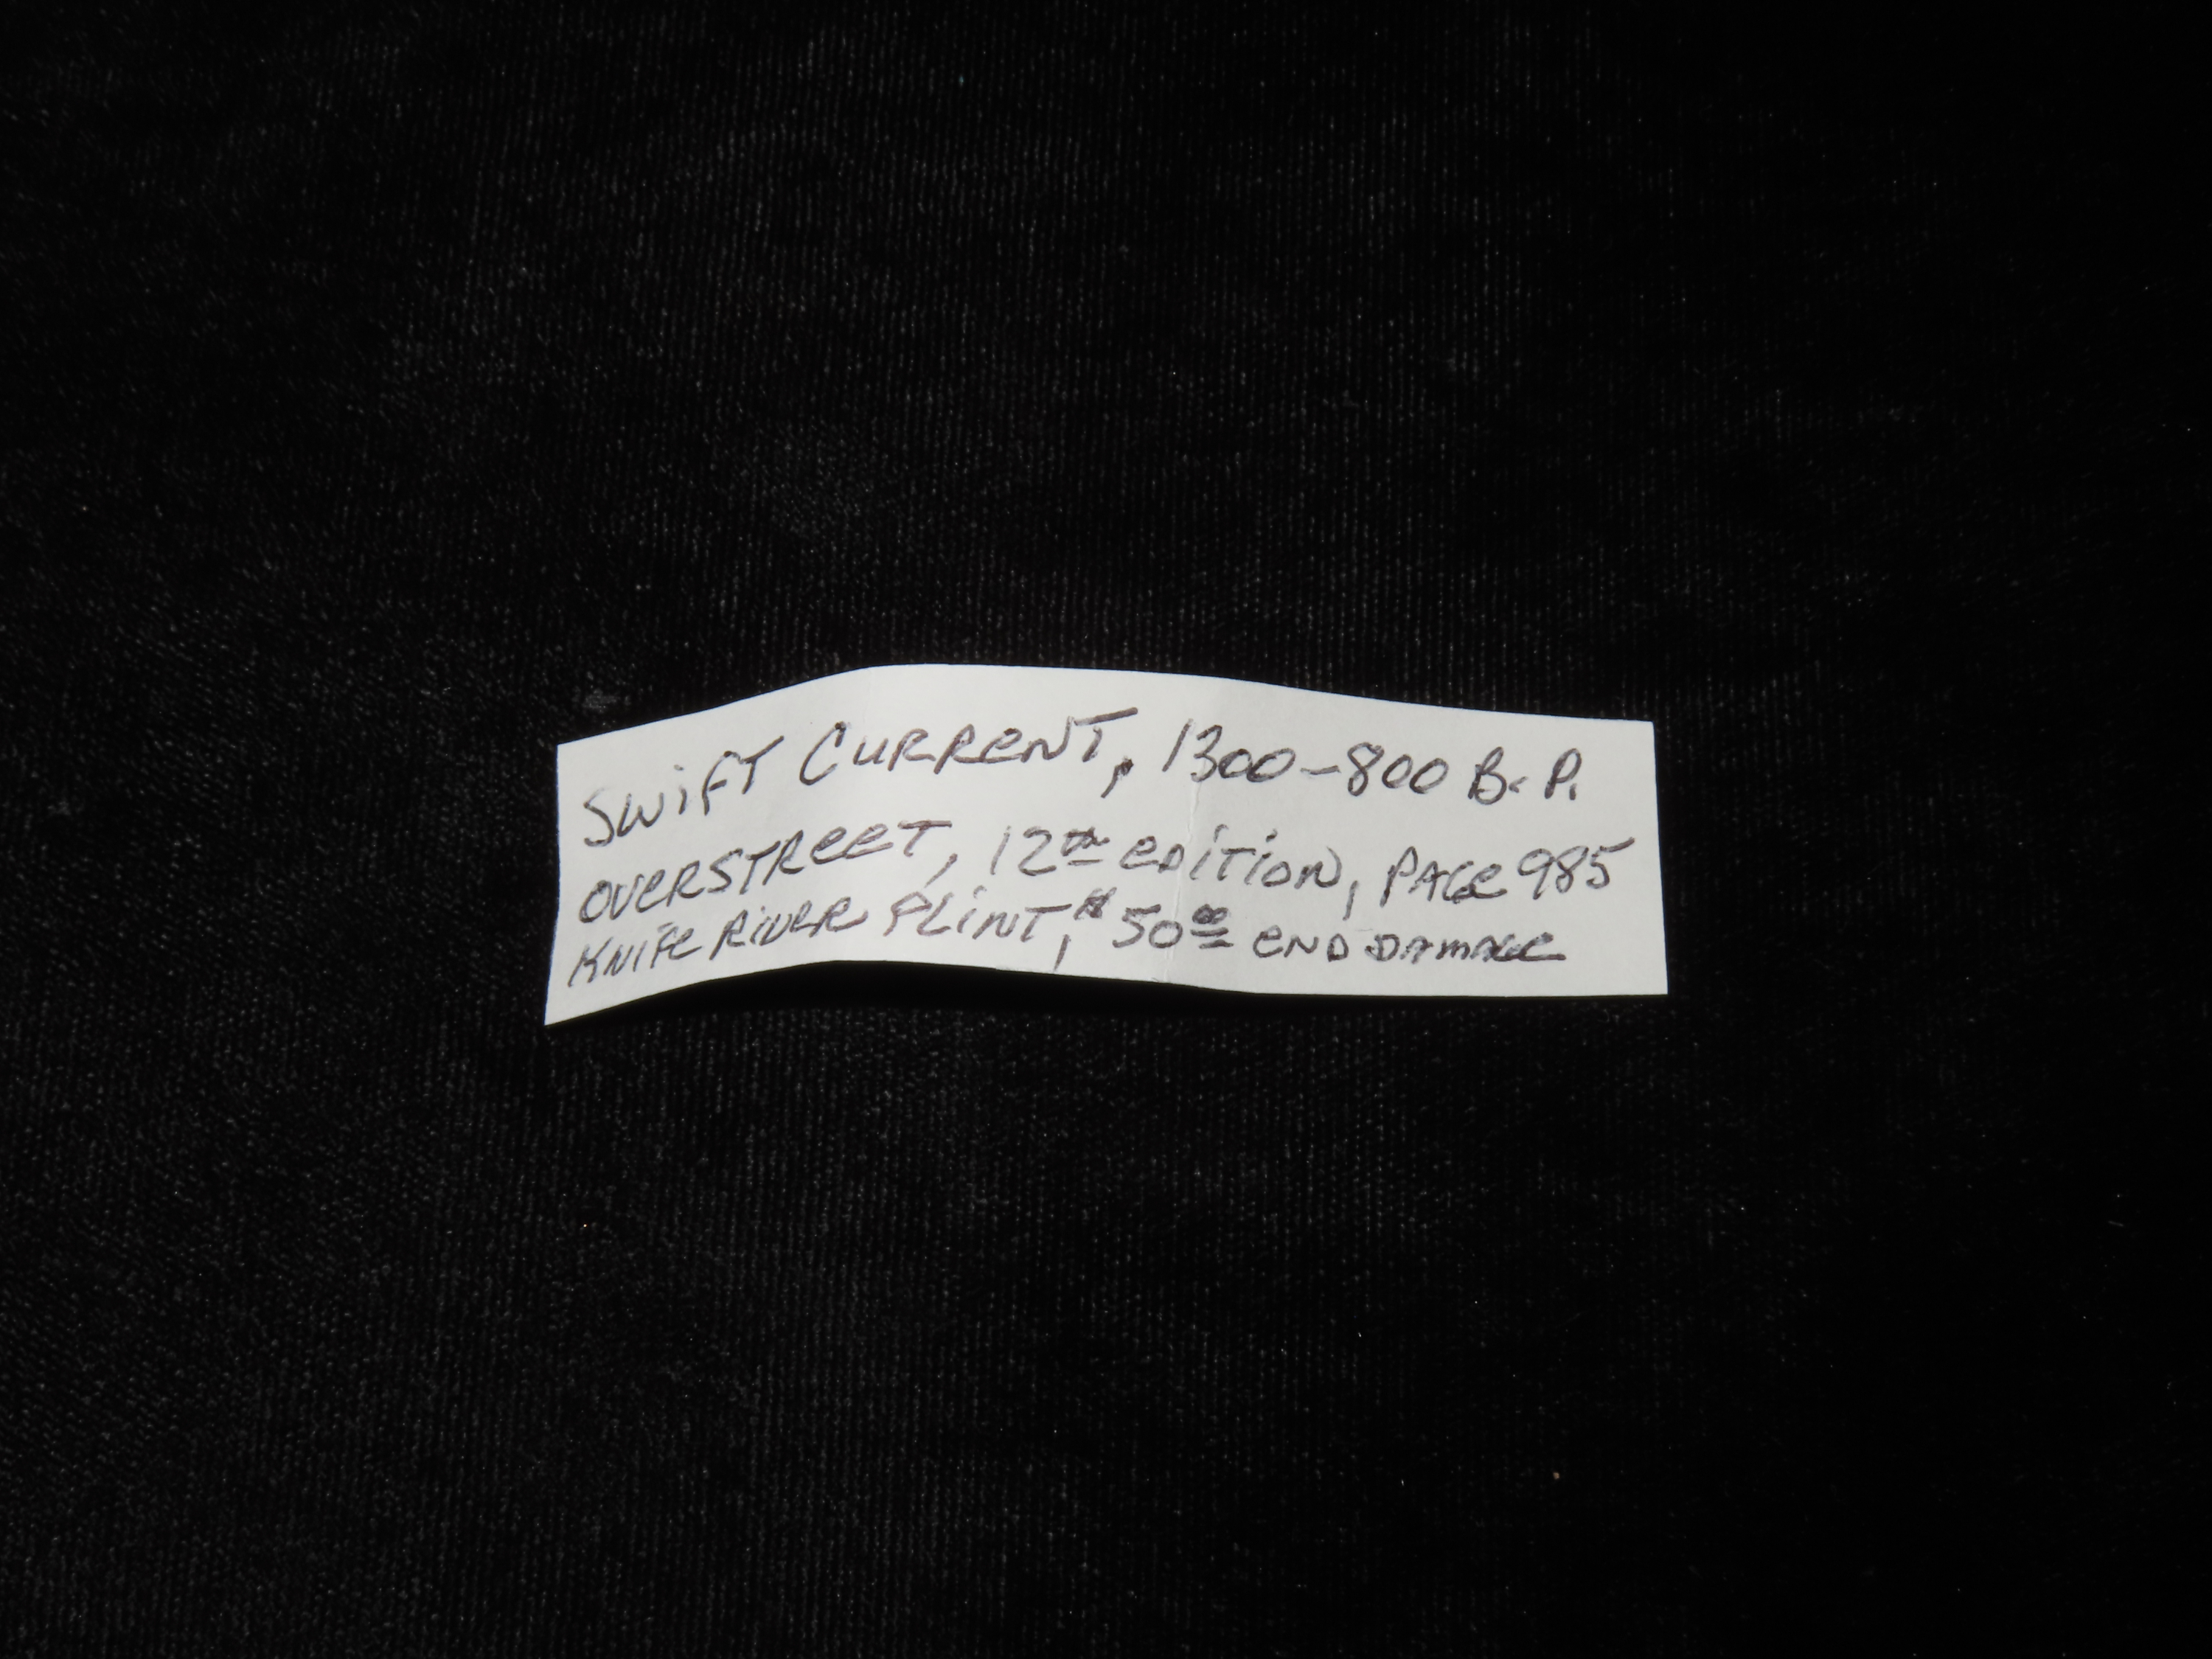 SWIFT CURRENT, 1300-800 B.P.
OVERSTREET, 12th EDITION, PAGE 985
KNIFE RIVER FLINT, $50.00 END DAMAGE